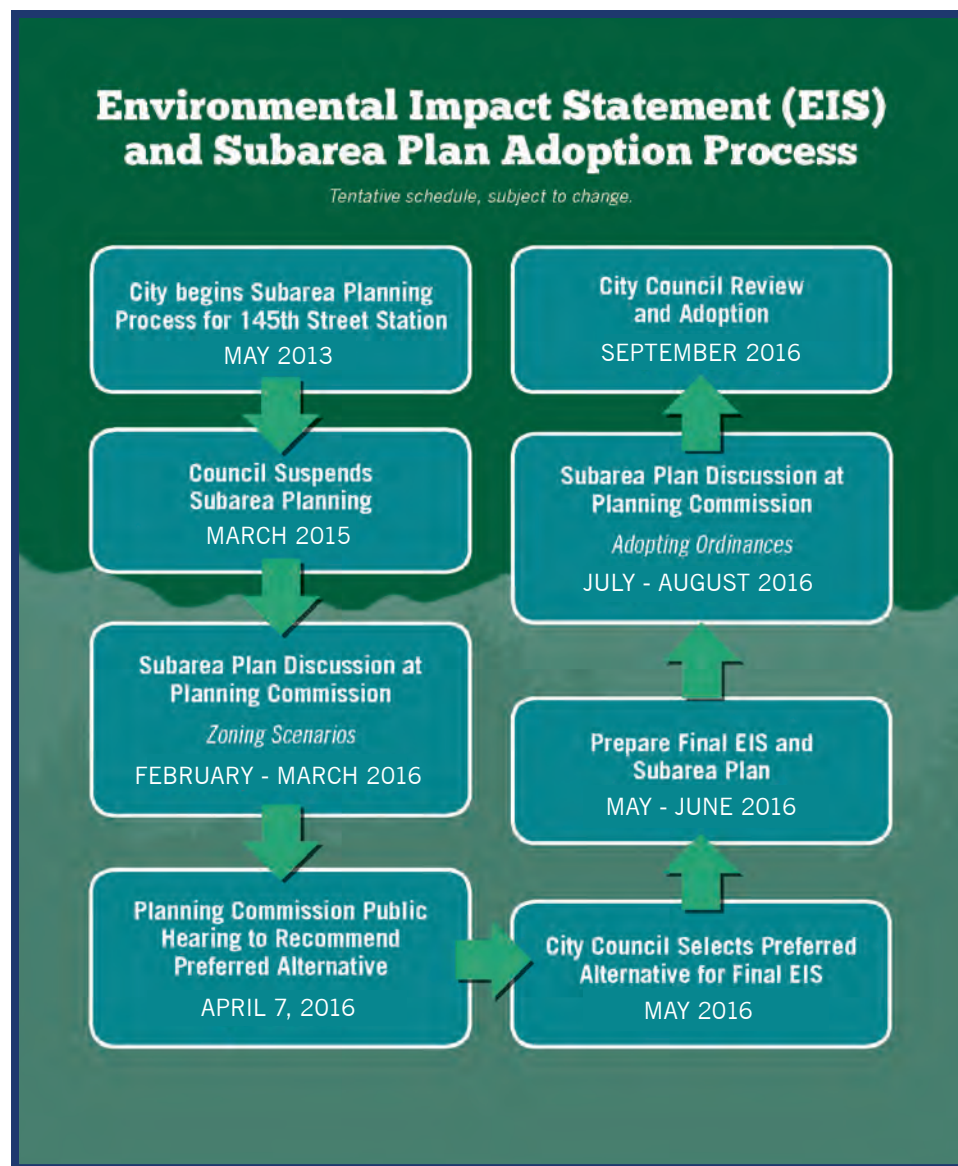 Environmental Impact Statement (EIS)
and Subarea Plan Adoption Process
Tentative schedule, subject to change.
City begins Subarea Planning
Process for 145th Street Station
MAY 2013
Council Suspends
Subarea Planning
MARCH 2015
Subarea Plan Discussion at
Planning Commission
Zoning Scenarios
FEBRUARY - MARCH 2016
Planning Commission Public
Hearing to Recommend
Preferred Alternative
APRIL 7, 2016
City Council Selects Preferred
Alternative for Final EIS
MAY 2016
Prepare Final EIS and
Subarea Plan
MAY - JUNE 2016
Subarea Plan Discussion at
Planning Commission
Adopting Ordinances
JULY - AUGUST 2016
City Council Review
and Adoption
SEPTEMBER 2016